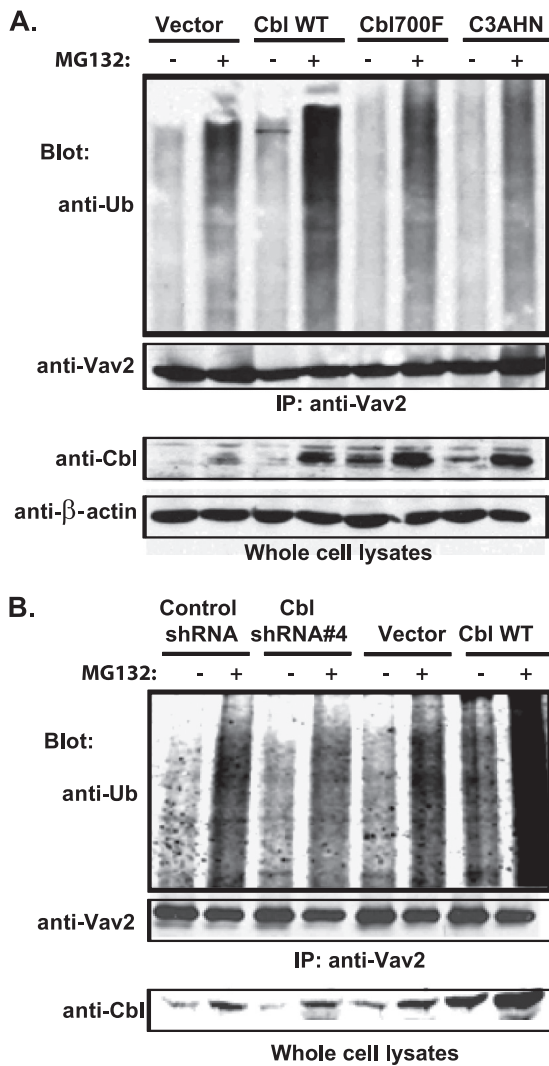 A.
Vector Cbl WT Cbl700F C3AHN
MG132: - + - + - + - +
Blot:
anti-Ub
anti-Vav2
IP: anti-Vav2
anti-Cbl
anti-β-actin
Whole cell lysates
B.
Control shRNA Cbl shRNA#4 Vector Cbl WT
MG132: - + - + - + - +
Blot:
anti-Ub
anti-Vav2
IP: anti-Vav2
anti-Cbl
Whole cell lysates